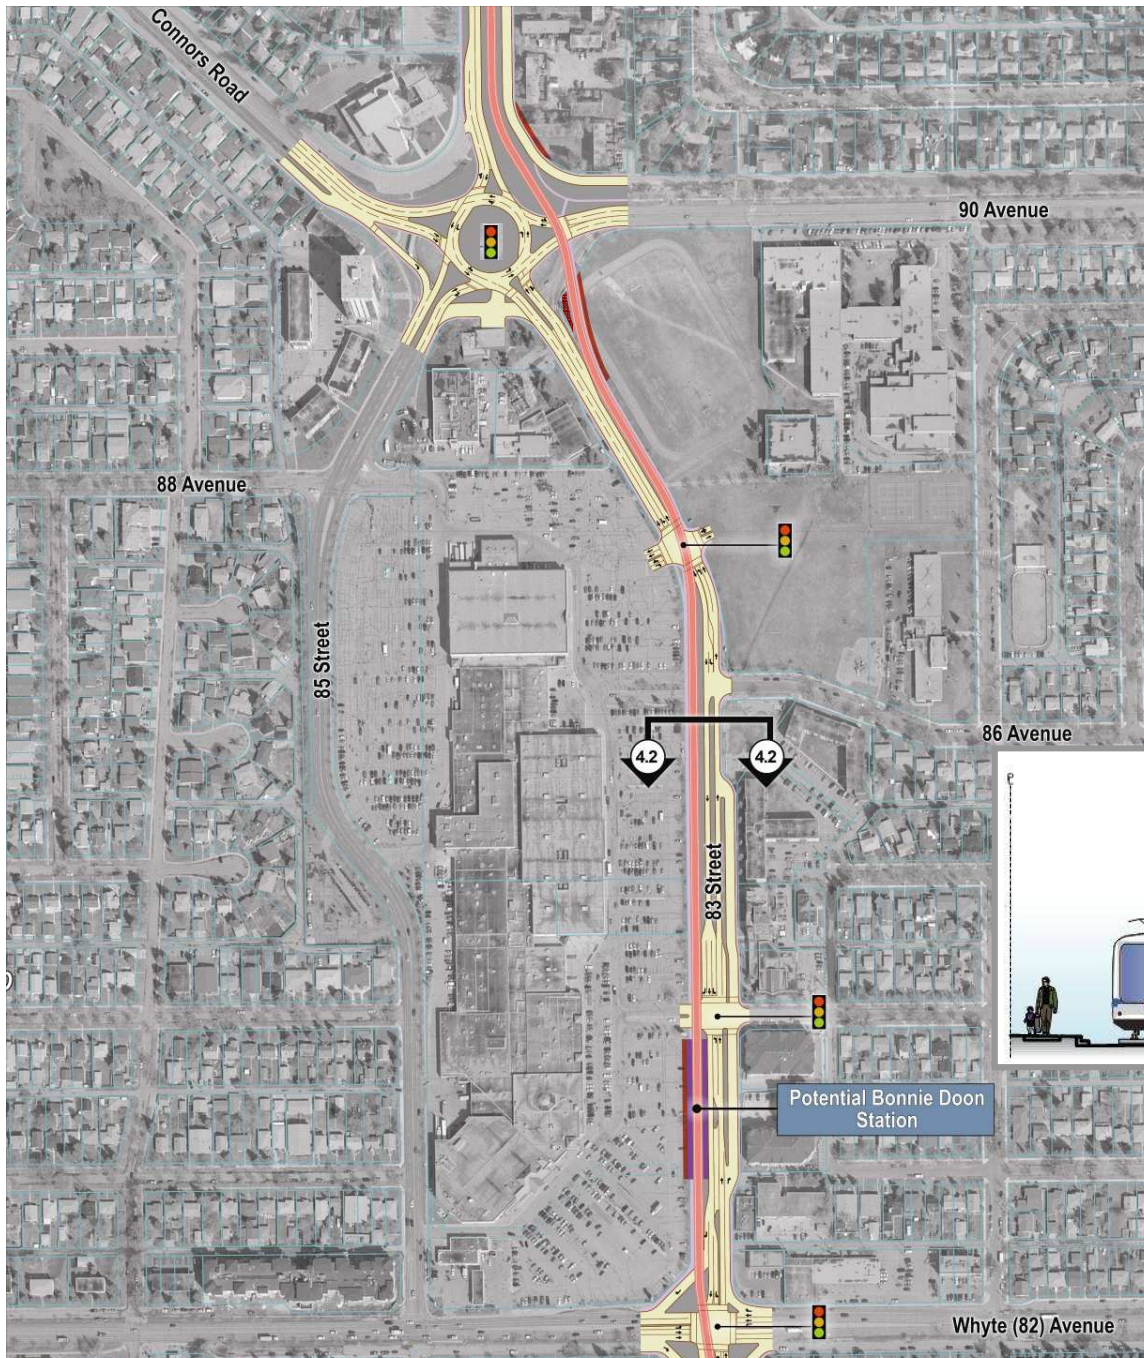 Connors Road
90 Avenue
88 Avenue
85 Street
86 Avenue
4.2
4.2
83 Street
Potential Bonnie Doon
Station
Whyte (82) Avenue